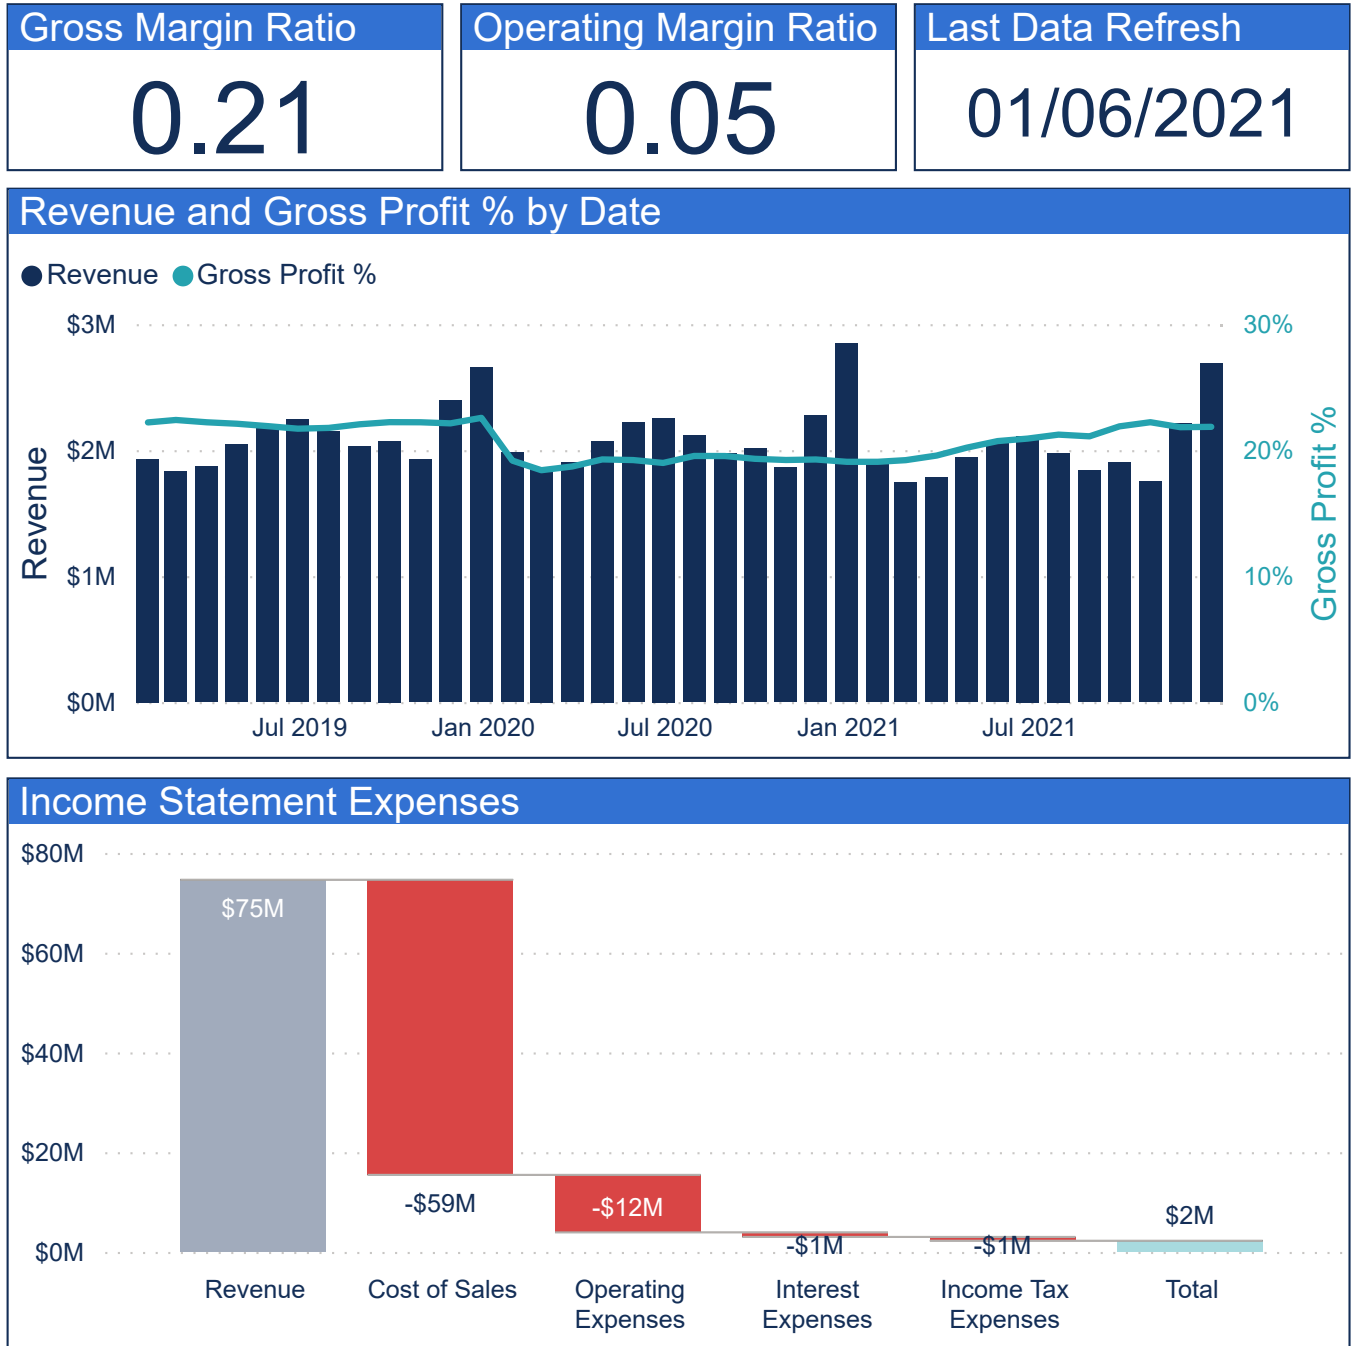 Gross Margin Ratio
0.21
Operating Margin Ratio
0.05
Last Data Refresh
01/06/2021
Revenue and Gross Profit % by Date
Revenue Gross Profit %
$3M
$2M
$1M
$0M
Revenue
30%
20%
10%
0%
Gross Profit %
Jul 2019 Jan 2020 Jul 2020 Jan 2021 Jul 2021
Income Statement Expenses
$80M
$60M
$40M
$20M
$0M
$75M
-$59M
-$12M
-$1M
-$1M
$2M
Revenue
Cost of Sales
Operating
Expenses
Interest
Expenses
Income Tax
Expenses
Total